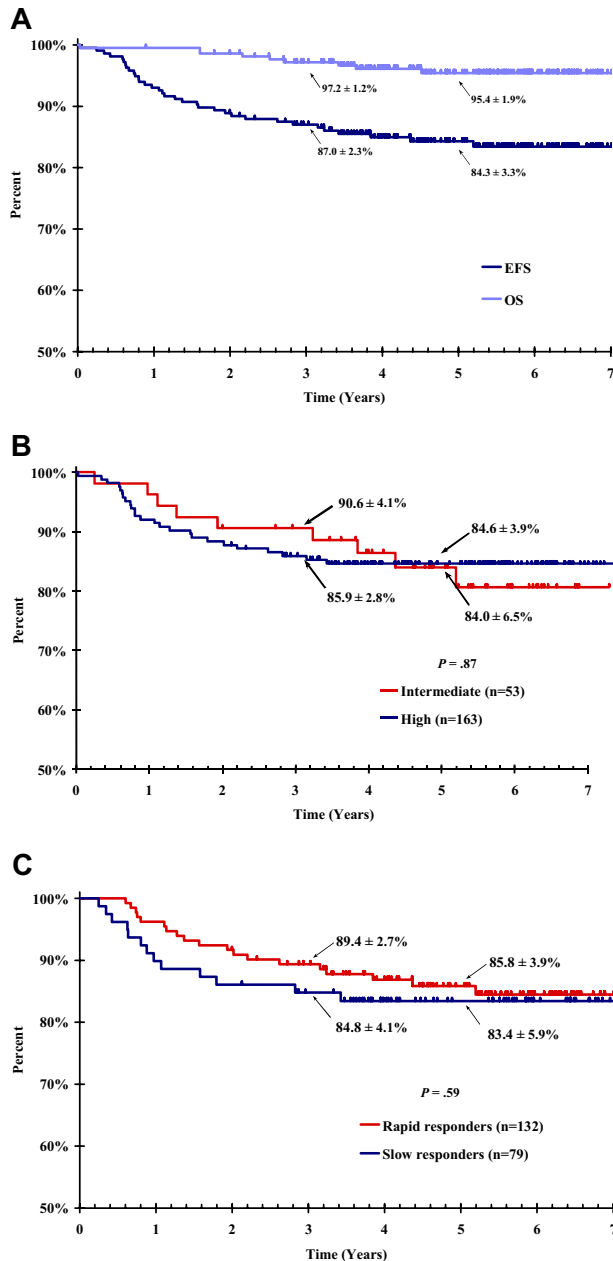 A
100%
90%
80%
70%
60%
50%
Percent
97.2 ± 1.2%
95.4 ± 1.9%
87.0 ± 2.3%
84.3 ± 3.3%
EFS
OS
0 1 2 3 4 5 6 7
Time (Years)
B
100%
90%
80%
70%
60%
50%
Percent
90.6 ± 4.1%
84.6 ± 3.9%
85.9 ± 2.8%
84.0 ± 6.5%
P = .87
Intermediate (n=53)
High (n=163)
0 1 2 3 4 5 6 7
Time (Years)
C
100%
90%
80%
70%
60%
50%
Percent
89.4 ± 2.7%
85.8 ± 3.9%
84.8 ± 4.1%
83.4 ± 5.9%
P = .59
Rapid responders (n=132)
Slow responders (n=79)
0 1 2 3 4 5 6 7
Time (Years)